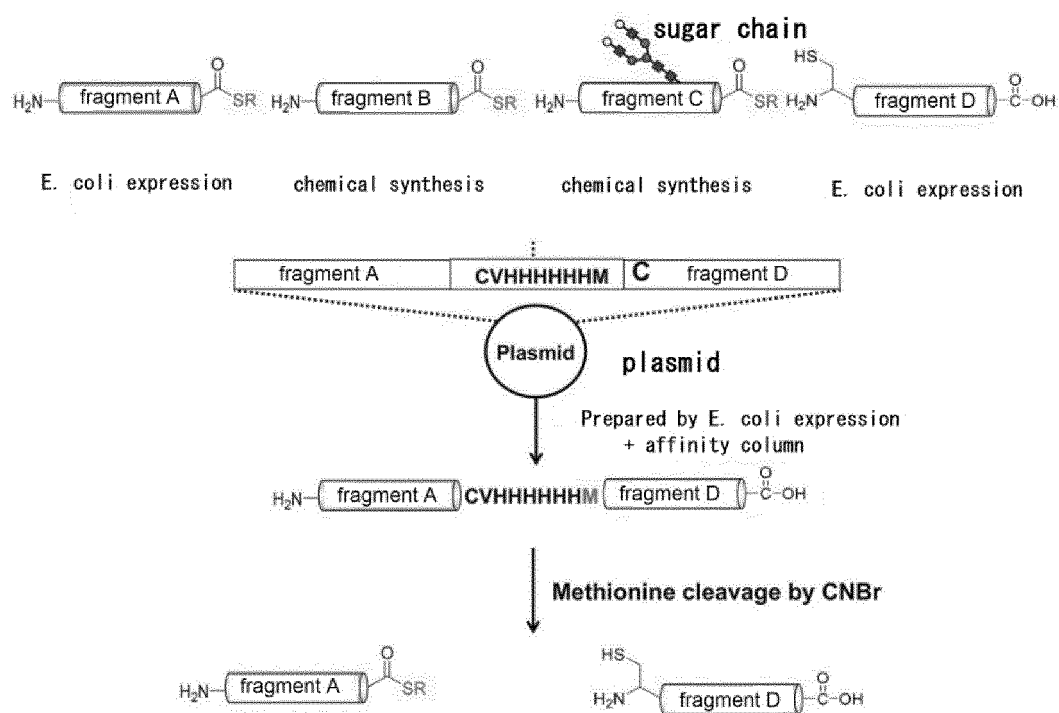 sugar chain
H₂N fragment A O SR
H₂N fragment B O SR
H₂N fragment C O SR
HS H₂N fragment D O C OH
E. coli expression
chemical synthesis
chemical synthesis
E. coli expression
fragment A CVHHHHHHM C fragment D
Plasmid
plasmid
Prepared by E. coli expression
+ affinity column
H₂N fragment A CVHHHHHHM fragment D O C OH
Methionine cleavage by CNBr
H₂N fragment A O SR
HS H₂N fragment D O C OH